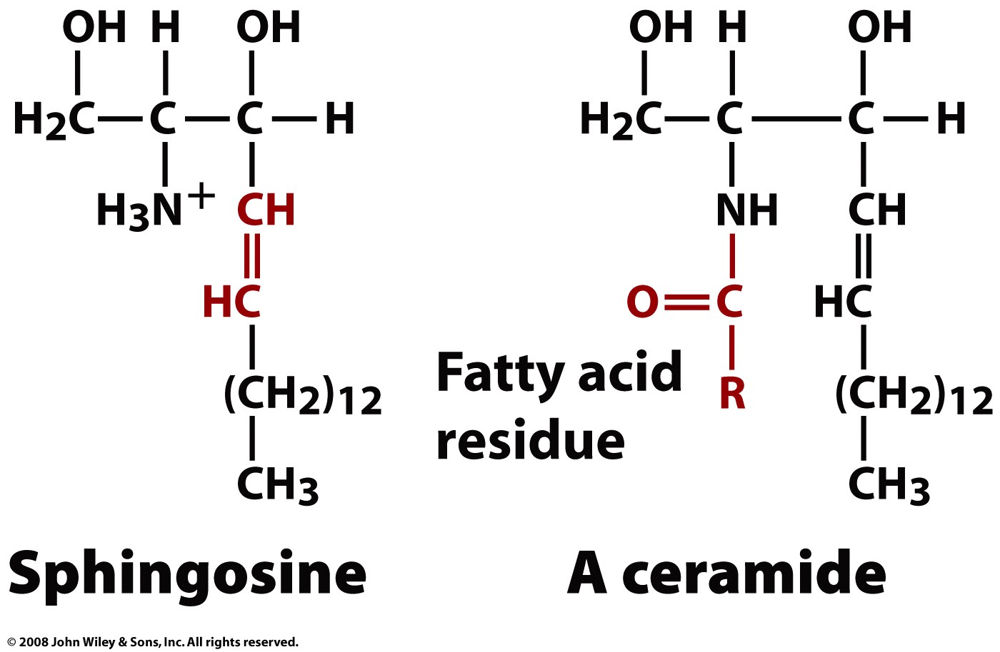 OH H OH
H2C C C H
H3N+ CH
HC
(CH2)12
CH3
Sphingosine
OH H OH
H2C C C H
NH CH
O C HC
Fatty acid
residue
R (CH2)12
CH3
A ceramide
© 2008 John Wiley & Sons, Inc. All rights reserved.